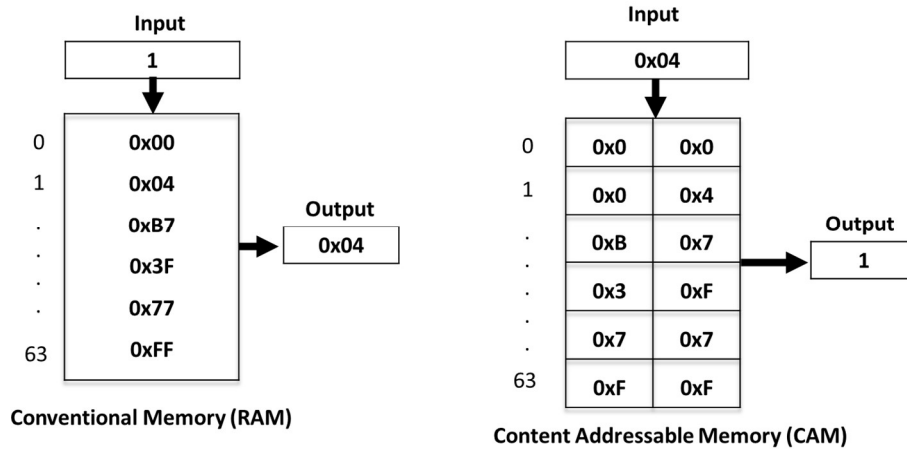 Input
1
0 0x00
1 0x04
. 0xB7
. 0x3F
. 0x77
63 0xFF
Output
0x04
Conventional Memory (RAM)
Input
0x04
0 0x0 0x0
1 0x0 0x4
. 0xB 0x7
. 0x3 0xF
. 0x7 0x7
63 0xF 0xF
Output
1
Content Addressable Memory (CAM)